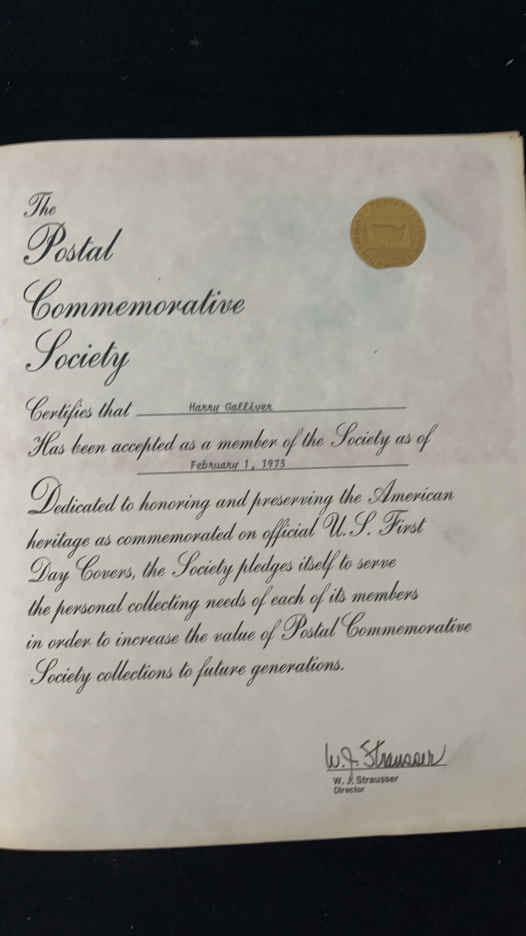 The
Postal
Commemorative
Society
Certifies that Harry Galliver
Has been accepted as a member of the Society as of
February 1, 1973
Dedicated to honoring and preserving the American
heritage as commemorated on official U.S. First
Day Covers, the Society pledges itself to serve
the personal collecting needs of each of its members
in order to increase the value of Postal Commemorative
Society collections to future generations.
W. J. Strausser
W. J. Strausser
Director